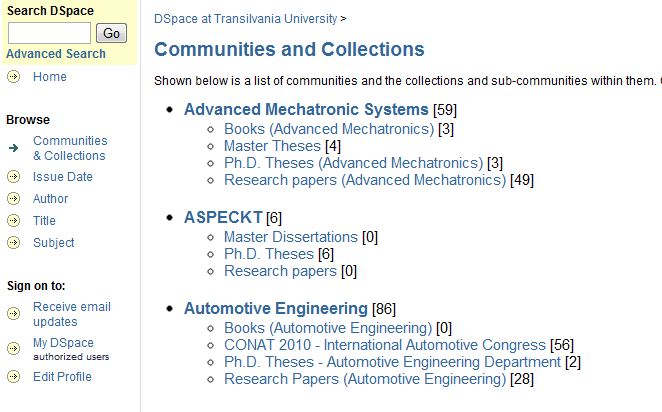 Search DSpace
Go
Advanced Search
Home
Browse
Communities
& Collections
Issue Date
Author
Title
Subject
Sign on to:
Receive email
updates
My DSpace
authorized users
Edit Profile
DSpace at Transilvania University >
Communities and Collections
Shown below is a list of communities and the collections and sub-communities within them.
Advanced Mechatronic Systems [59]
Books (Advanced Mechatronics) [3]
Master Theses [4]
Ph.D. Theses (Advanced Mechatronics) [3]
Research papers (Advanced Mechatronics) [49]
ASPECKT [6]
Master Dissertations [0]
Ph.D. Theses [6]
Research papers [0]
Automotive Engineering [86]
Books (Automotive Engineering) [0]
CONAT 2010 - International Automotive Congress [56]
Ph.D. Theses - Automotive Engineering Department [2]
Research Papers (Automotive Engineering) [28]